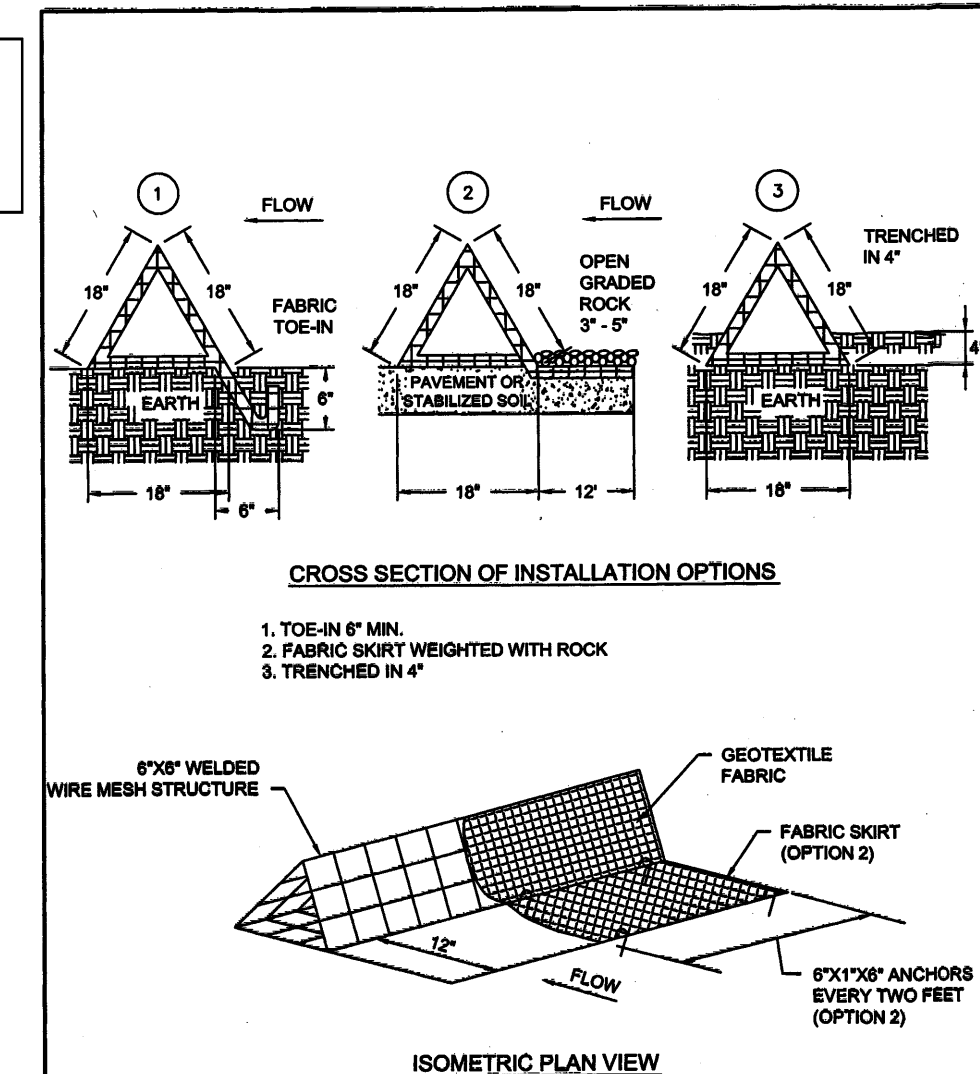 1
FLOW
18"
18"
FABRIC
TOE-IN
EARTH
6"
18"
6"
2
FLOW
18"
18"
OPEN
GRADED
ROCK
3" - 5"
PAVEMENT OR
STABILIZED SOIL
18"
12'
3
TRENCHED
IN 4"
18"
18"
4
EARTH
18"
CROSS SECTION OF INSTALLATION OPTIONS
1. TOE-IN 6" MIN.
2. FABRIC SKIRT WEIGHTED WITH ROCK
3. TRENCHED IN 4"
6"X6" WELDED
WIRE MESH STRUCTURE
GEOTEXTILE
FABRIC
FABRIC SKIRT
(OPTION 2)
12"
FLOW
6"X1"X6" ANCHORS
EVERY TWO FEET
(OPTION 2)
ISOMETRIC PLAN VIEW